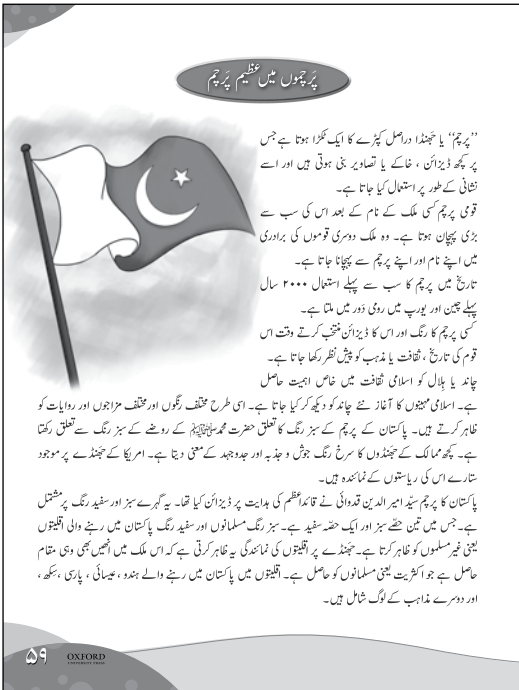 پَرچموں میں عظیم پَرچم
”پرچم“ یا جَھنڈا دراصل کپڑے کا ایک ٹکڑا ہوتا ہے جس
پر کچھ ڈیزائن ، خاکے یا تصاویر بنی ہوتی ہیں اور اسے
نشانی کے طور پر استعمال کیا جاتا ہے۔
قومی پرچم کسی ملک کے نام کے بعد اس کی سب سے
بڑی پہچان ہوتا ہے۔ وہ ملک دوسری قوموں کی برادری
میں اپنے نام اور اپنے پرچم سے پہچانا جاتا ہے۔
تاریخ میں پرچم کا سب سے پہلے استعمال ۲۰۰۰ سال
پہلے چین اور یورپ میں رومی دَور میں ملتا ہے۔
کسی پرچم کا رنگ اور اس کا ڈیزائن منتخب کرتے وقت اس
قوم کی تاریخ ، ثقافت یا مذہب کو پیشِ نظر رکھا جاتا ہے۔
چاند یا ہِلال کو اسلامی ثقافت میں خاص اہمیت حاصل
ہے۔ اسلامی مہینوں کا آغاز نئے چاند کو دیکھ کر کیا جاتا ہے۔ اسی طرح مختلف رنگوں اور مختلف مزاجوں اور روایات کو
ظاہر کرتے ہیں۔ پاکستان کے پرچم کے سبز رنگ کا تعلق حضرت محمد ﷺ کے روضے کے سبز رنگ سے تعلق رکھتا
ہے۔ کچھ ممالک کے جھنڈوں کا سرخ رنگ جوش و جذبہ اور جدوجہد کے معنی دیتا ہے۔ امریکا کے جھنڈے پر موجود
ستارے اس کی ریاستوں کے نمائندہ ہیں۔
پاکستان کا پرچم سیّد امیر الدین قدوائی نے قائداعظم کی ہدایت پر ڈیزائن کیا تھا۔ یہ گہرے سبز اور سفید رنگ پر مشتمل
ہے۔ جس میں تین حصّے سبز اور ایک حصّہ سفید ہے۔ سبز رنگ مسلمانوں اور سفید رنگ پاکستان میں رہنے والی اقلیتوں
یعنی غیر مسلموں کو ظاہر کرتا ہے۔ جھنڈے پر اقلیتوں کی نمائندگی یہ ظاہر کرتی ہے کہ اس ملک میں انھیں بھی وہی مقام
حاصل ہے جو اکثریت یعنی مسلمانوں کو حاصل ہے۔ اقلیتوں میں پاکستان میں رہنے والے ہندو ، عیسائی ، پارسی ، سِکھ ،
اور دوسرے مذاہب کے لوگ شامل ہیں۔
۵۹
OXFORD
UNIVERSITY PRESS